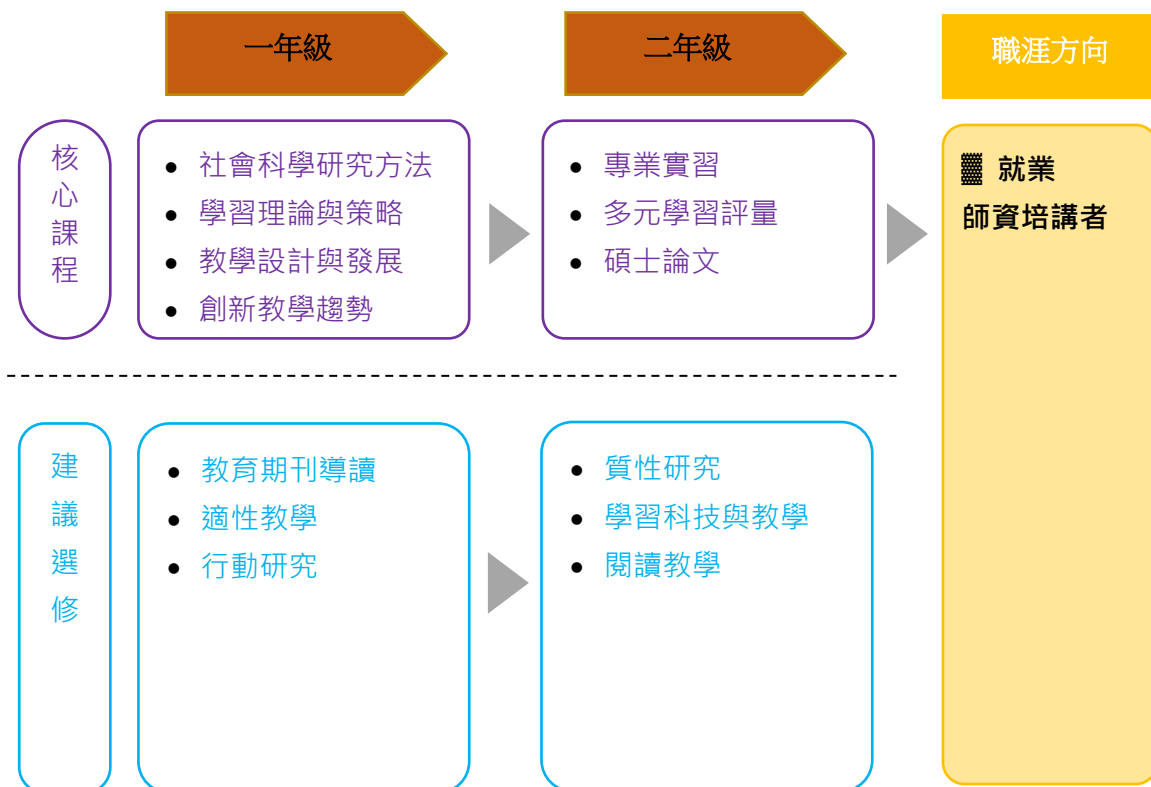 一年級
二年級
職涯方向
核心課程
● 社會科學研究方法
● 學習理論與策略
● 教學設計與發展
● 創新教學趨勢
● 專業實習
● 多元學習評量
● 碩士論文
▓ 就業
師資培講者
建議選修
● 教育期刊導讀
● 適性教學
● 行動研究
● 質性研究
● 學習科技與教學
● 閱讀教學